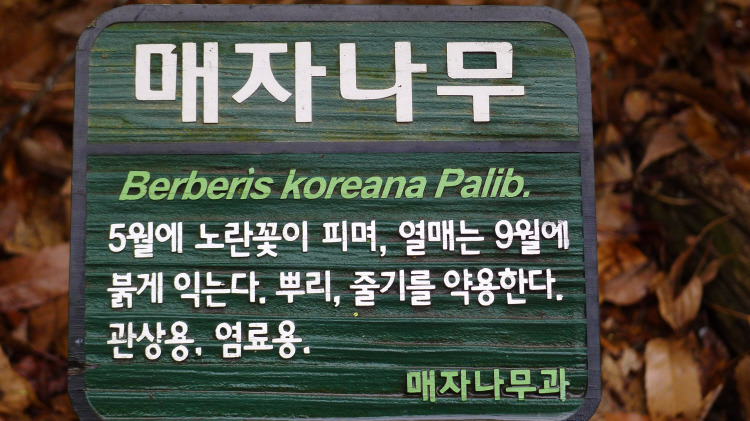 매자나무
Berberis koreana Palib.
5월에 노란꽃이 피며, 열매는 9월에
붉게 익는다. 뿌리, 줄기를 약용한다.
관상용. 염료용.
매자나무과